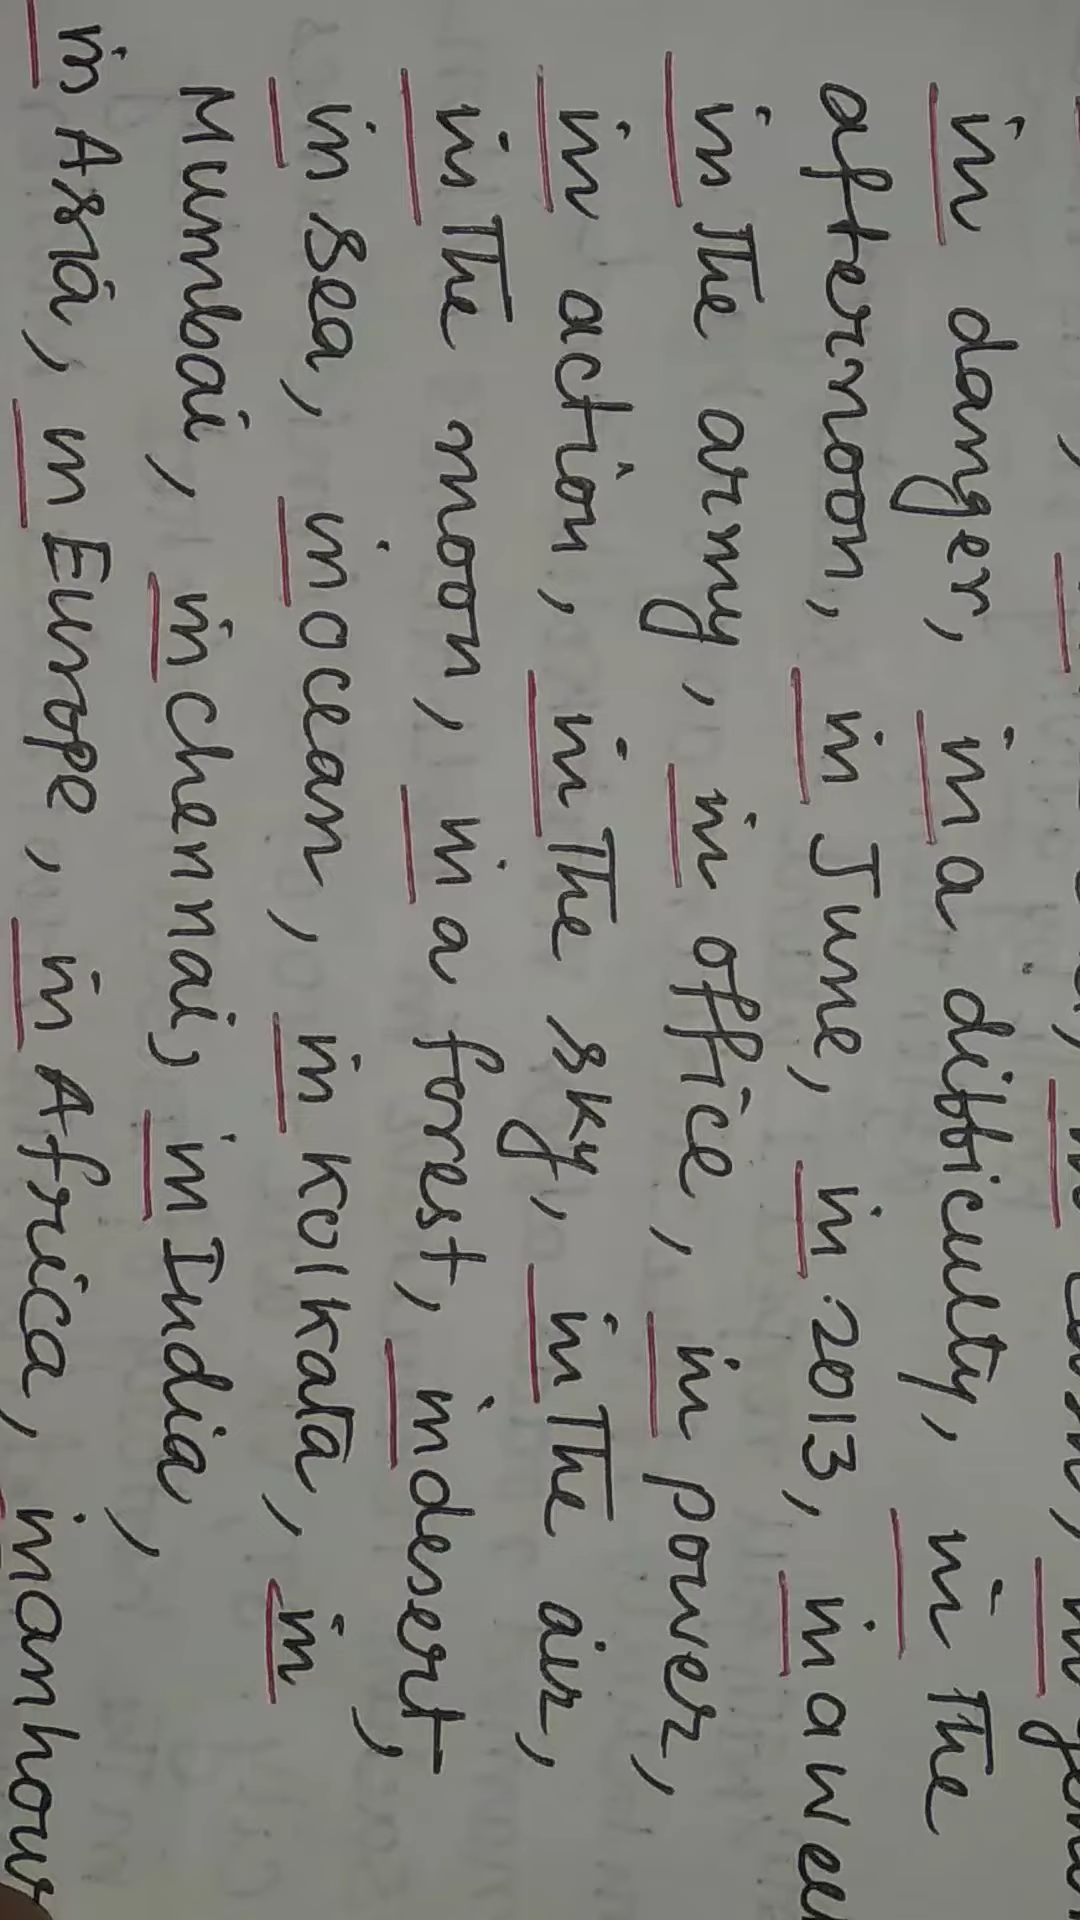 in danger, in a difficulty, in The
afternoon, in June, in 2013, in a
in The army, in office, in power,
in action, in The sky, in The air,
in The moon, in a forest, in desert,
in sea, in ocean, in Kolkata, in
Mumbai, in Chennai, in India,
in Asia, in Europe, in Africa, in an hour